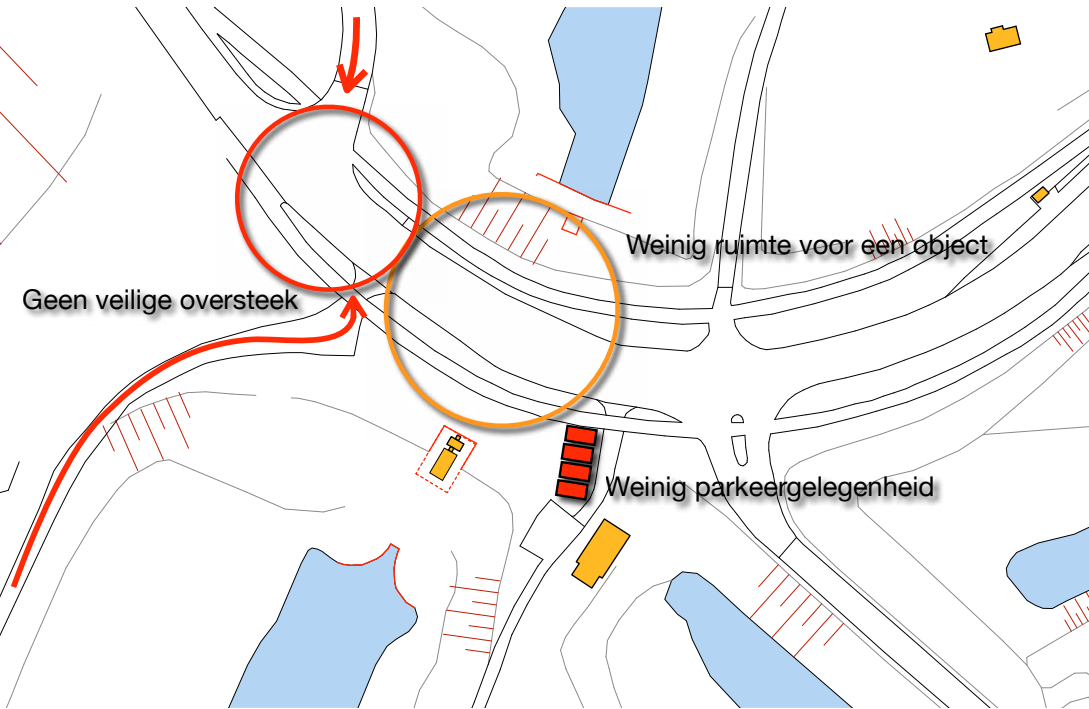 Weinig ruimte voor een object
Geen veilige oversteek
Weinig parkeergelegenheid